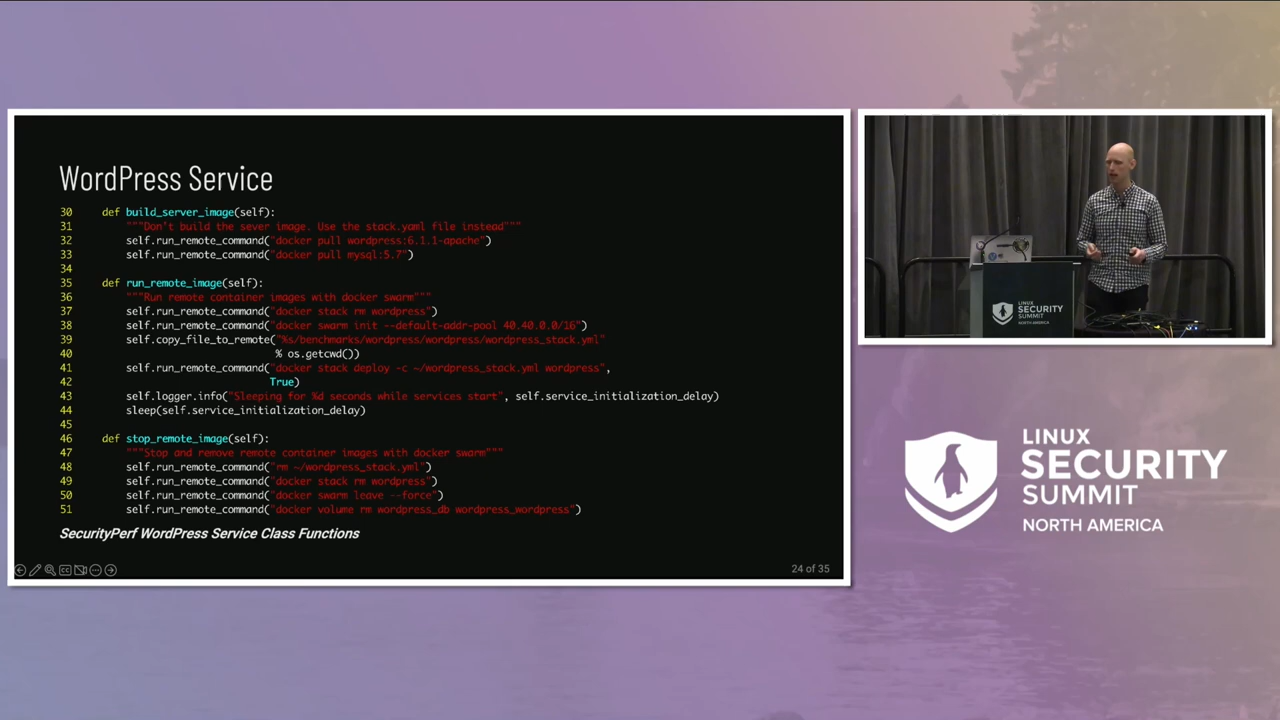 WordPress Service
30 def build_server_image(self):
31 """Don't build the sever image. Use the stack.yaml file instead"""
32 self.run_remote_command("docker pull wordpress:6.1.1-apache")
33 self.run_remote_command("docker pull mysql:5.7")
34
35 def run_remote_image(self):
36 """Run remote container images with docker swarm"""
37 self.run_remote_command("docker stack rm wordpress")
38 self.run_remote_command("docker swarm init --default-addr-pool 40.40.0.0/16")
39 self.copy_file_to_remote("%s/benchmarks/wordpress/wordpress/wordpress_stack.yml"
40 % os.getcwd())
41 self.run_remote_command("docker stack deploy -c ~/wordpress_stack.yml wordpress",
42 True)
43 self.logger.info("Sleeping for %d seconds while services start", self.service_initialization_delay)
44 sleep(self.service_initialization_delay)
45
46 def stop_remote_image(self):
47 """Stop and remove remote container images with docker swarm"""
48 self.run_remote_command("rm ~/wordpress_stack.yml")
49 self.run_remote_command("docker stack rm wordpress")
50 self.run_remote_command("docker swarm leave --force")
51 self.run_remote_command("docker volume rm wordpress_db wordpress_wordpress")
SecurityPerf WordPress Service Class Functions
24 of 35
LINUX
SECURITY
SUMMIT
NORTH AMERICA
LINUX
SECURITY
SUMMIT
NORTH AMERICA